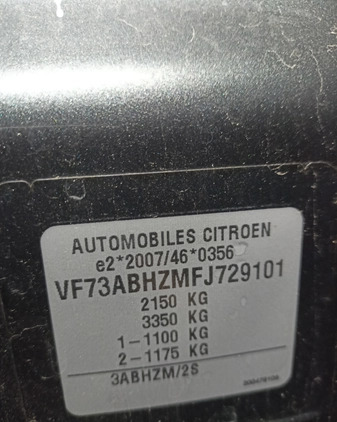 AUTOMOBILES CITROEN
e2*2007/46*0356
VF73ABHZMFJ729101
2150 KG
3350 KG
1-1100 KG
2-1175 KG
3ABHZM/2S